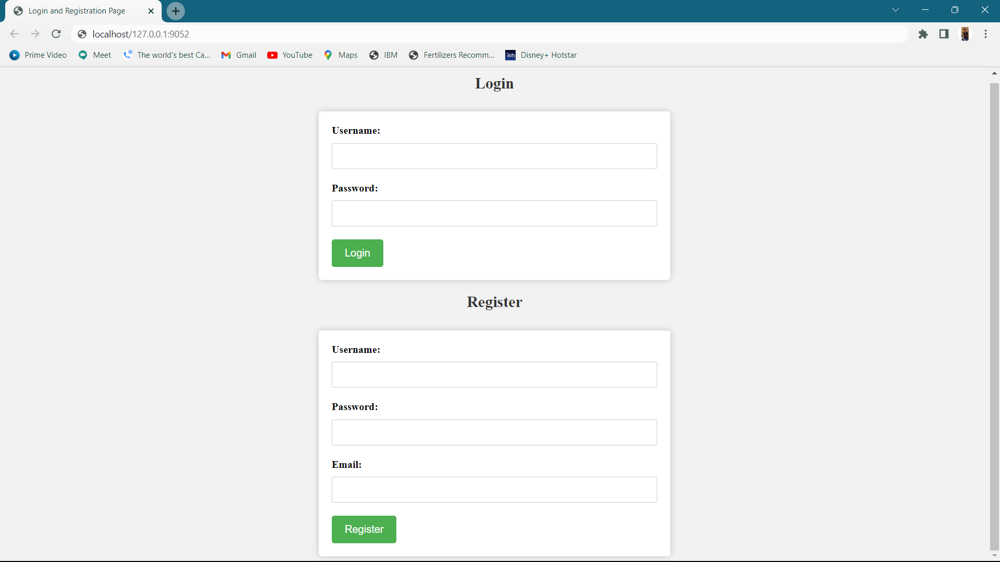 Login and Registration Page
localhost/127.0.0.1:9052
Prime Video Meet The world's best Ca... Gmail YouTube Maps IBM Fertilizers Recomm... Disney+ Hotstar
Login
Username:
Password:
Login
Register
Username:
Password:
Email:
Register